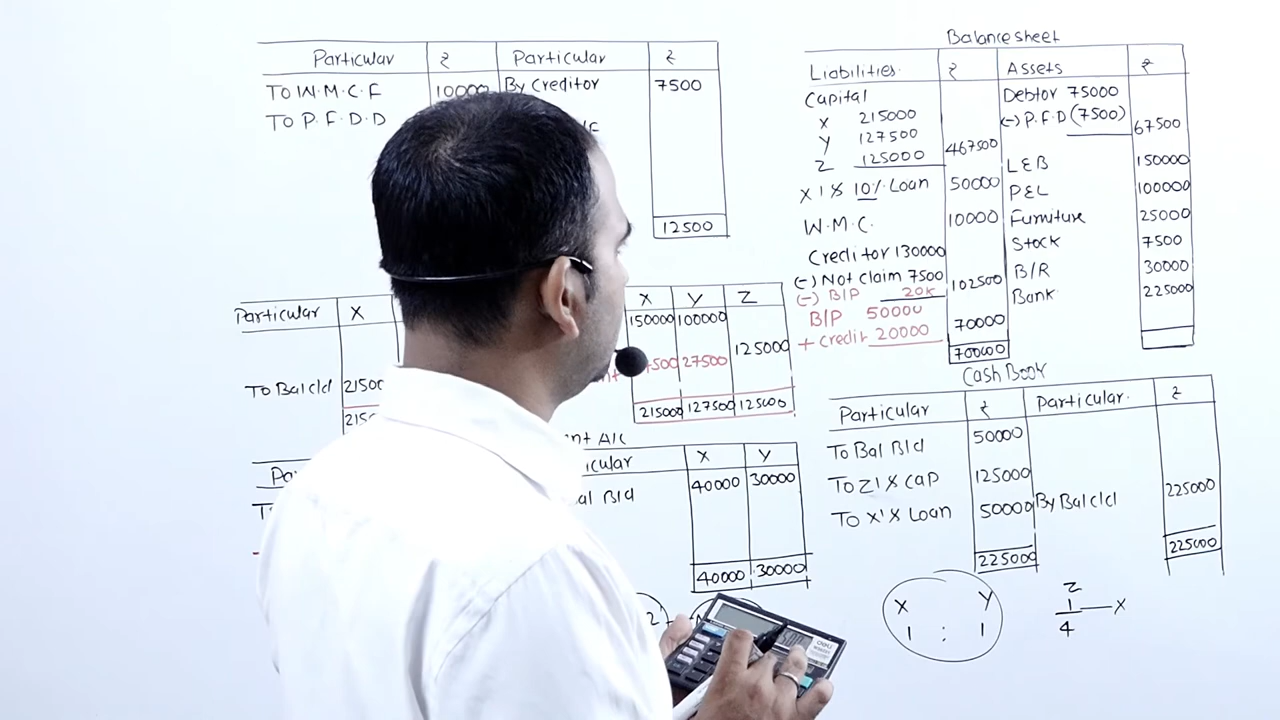 Particular ₹ Particular ₹
To W.M.C.F 10000 By Creditor 7500
To P.F.D.D
12500
Particular X
To Bal c/d
X Y Z
150000 100000
125000
27500
215000 127500 125000
A/c
X Y
Bal B/d 40000 30000
40000 30000
Balance sheet
Liabilities ₹ Assets ₹
Capital
X 215000
Y 127500
Z 125000 467500
X's 10% Loan 50000
W.M.C. 10000
Creditor 130000
(-) Not claim 7500 102500
(-) B/P 20K
B/P 50000
+ credit 20000 70000
700000
Debtor 75000
(-) P.F.D (7500) 67500
L&B 150000
P&L 100000
Furniture 25000
Stock 7500
B/R 30000
Bank 225000
Cash Book
Particular ₹ Particular. ₹
To Bal B/d 50000
To Z's Cap 125000
To X's Loan 50000 By Bal c/d 225000
225000 225000
X Y
1 : 1
Z
1/4 — X